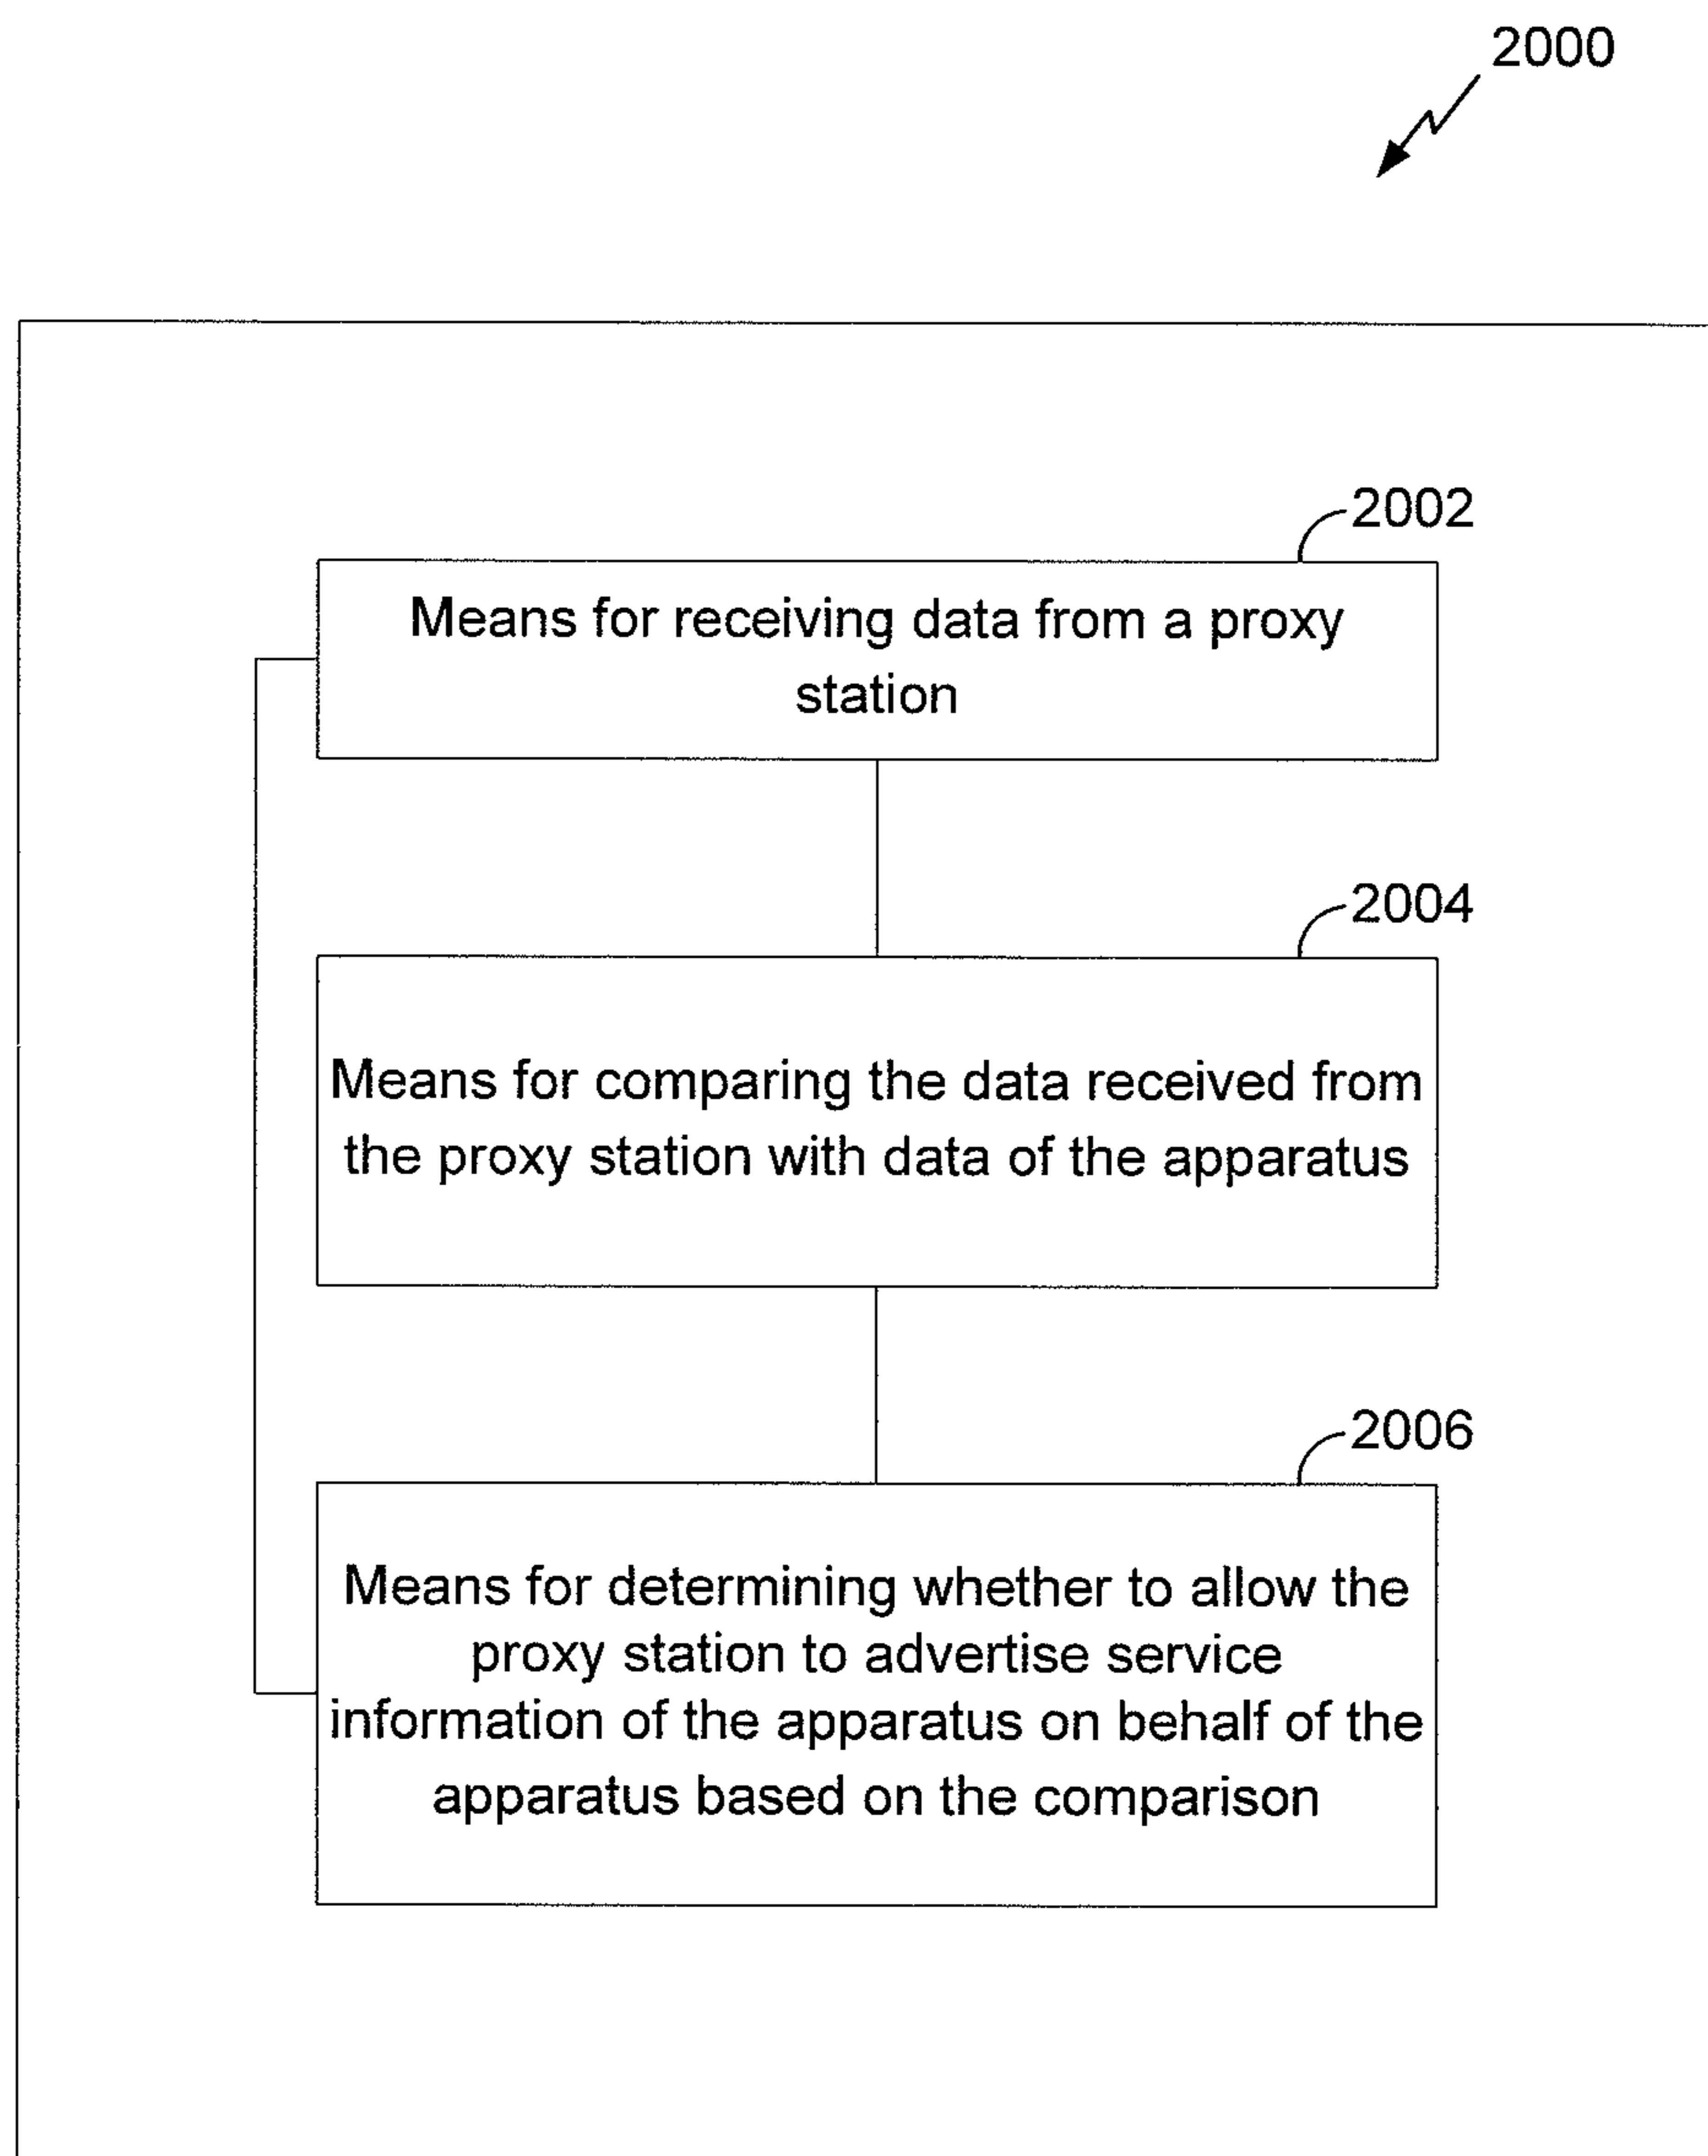 2000
2002
Means for receiving data from a proxy
station
2004
Means for comparing the data received from
the proxy station with data of the apparatus
2006
Means for determining whether to allow the
proxy station to advertise service
information of the apparatus on behalf of the
apparatus based on the comparison